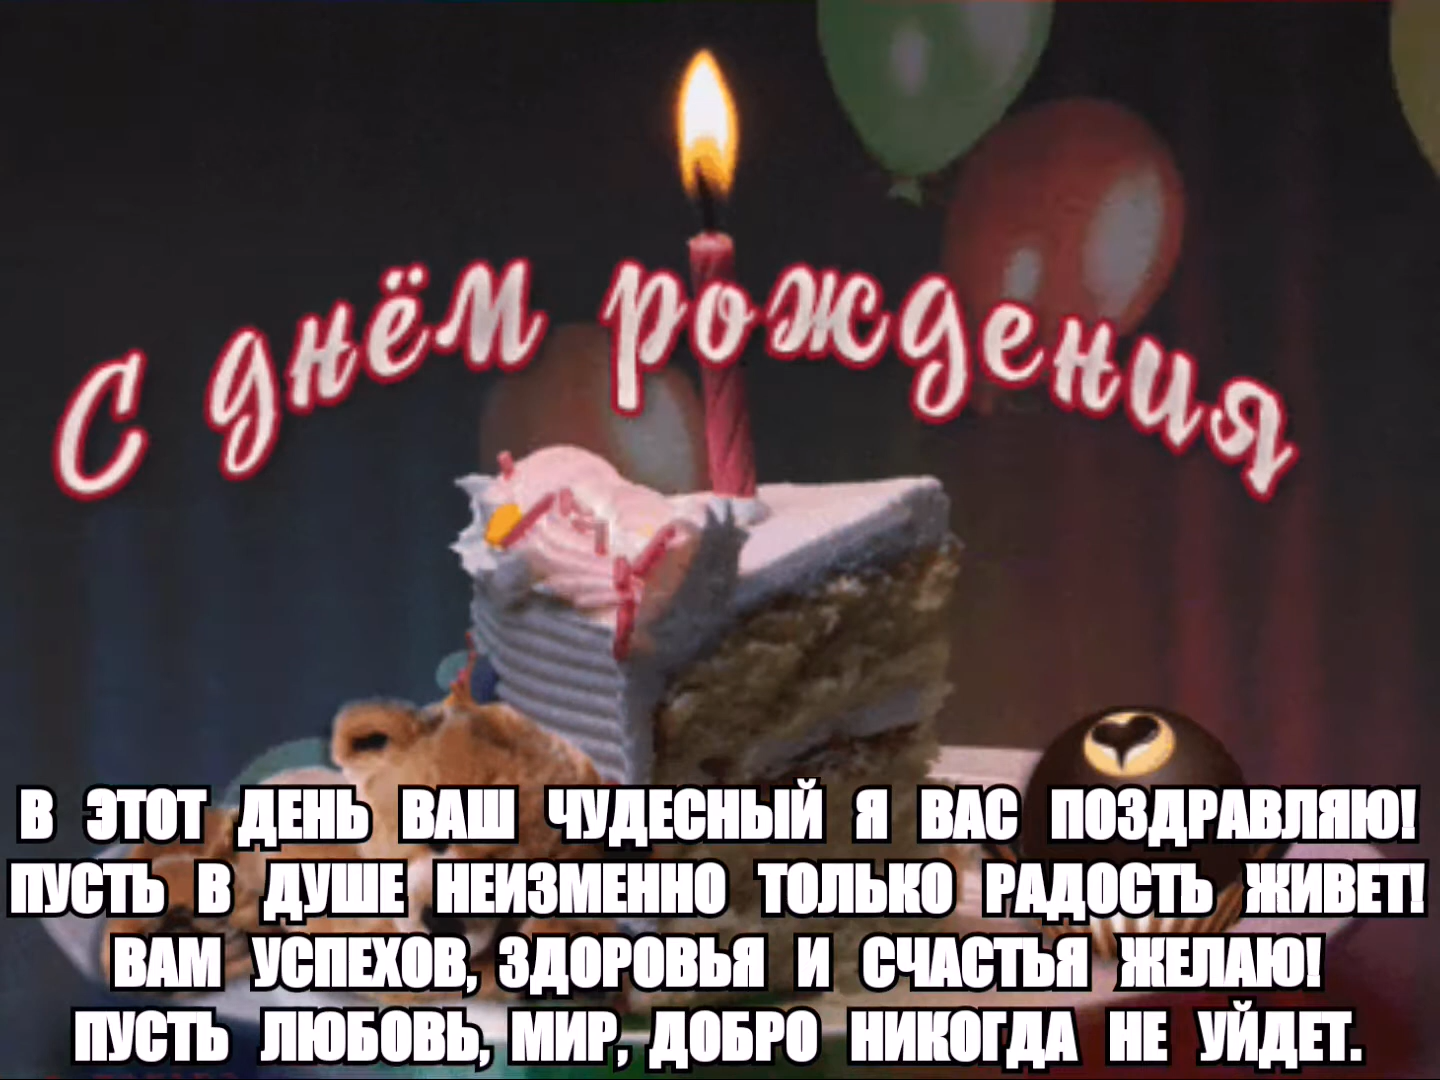 С днём рождения
В ЭТОТ ДЕНЬ ВАШ ЧУДЕСНЫЙ Я ВАС ПОЗДРАВЛЯЮ!
ПУСТЬ В ДУШЕ НЕИЗМЕННО ТОЛЬКО РАДОСТЬ ЖИВЕТ!
ВАМ УСПЕХОВ, ЗДОРОВЬЯ И СЧАСТЬЯ ЖЕЛАЮ!
ПУСТЬ ЛЮБОВЬ, МИР, ДОБРО НИКОГДА НЕ УЙДЕТ.